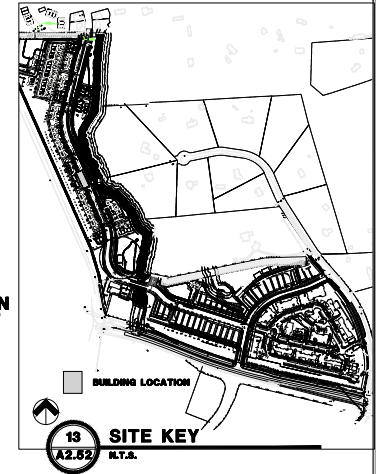 N
BUILDING LOCATION
13
SITE KEY
A2.52
N.T.S.